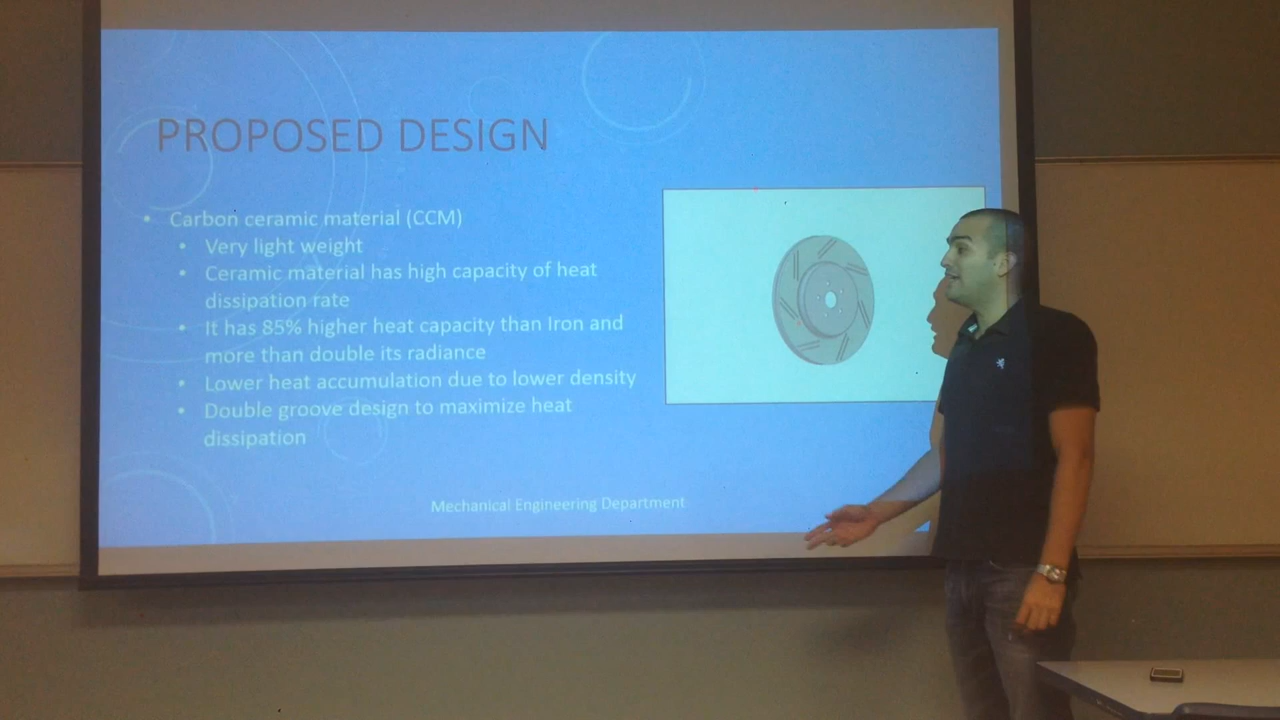 PROPOSED DESIGN
• Carbon ceramic material (CCM)
• Very light weight
• Ceramic material has high capacity of heat
dissipation rate
• It has 85% higher heat capacity than Iron and
more than double its radiance
• Lower heat accumulation due to lower density
• Double groove design to maximize heat
dissipation
Mechanical Engineering Department